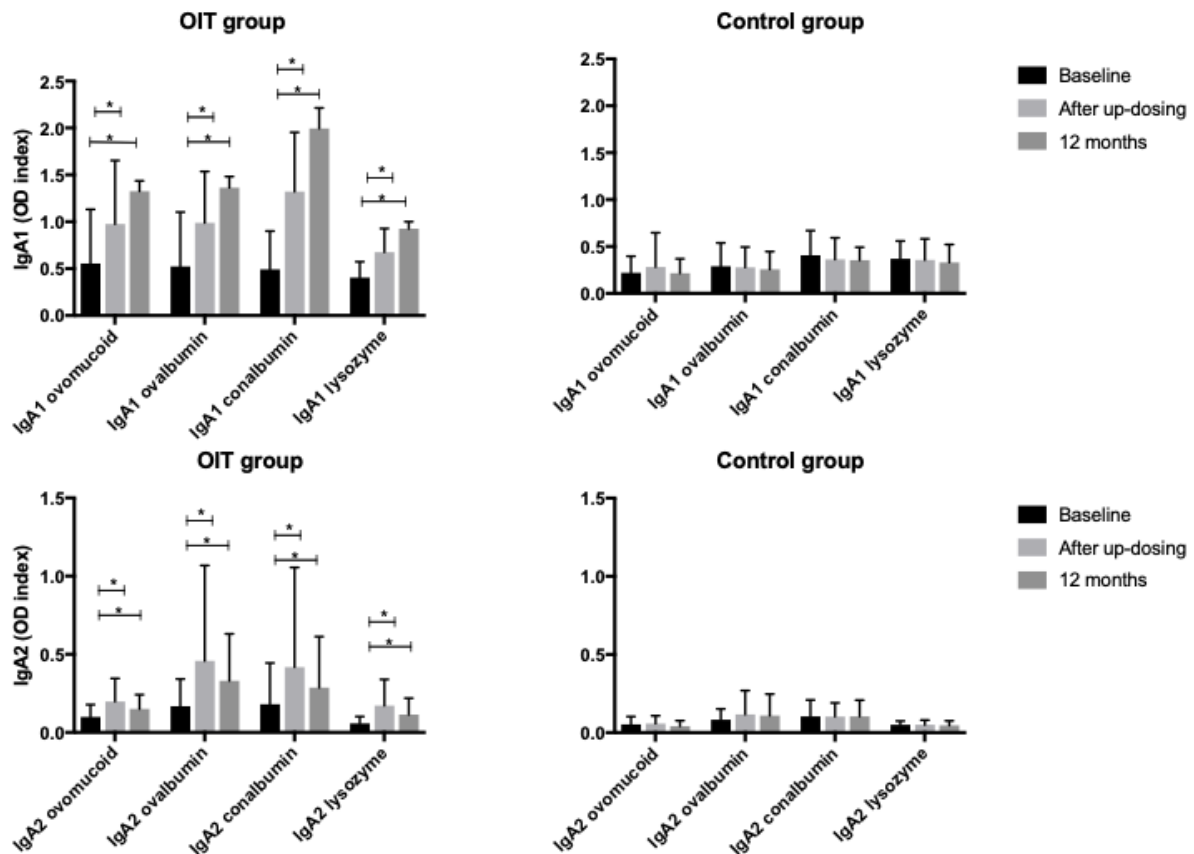 OIT group
Control group
IgA1 (OD index)
2.5
2.0
1.5
1.0
0.5
0.0
* * * * * * * *
IgA1 ovomucoid
IgA1 ovalbumin
IgA1 conalbumin
IgA1 lysozyme
2.5
2.0
1.5
1.0
0.5
0.0
IgA1 ovomucoid
IgA1 ovalbumin
IgA1 conalbumin
IgA1 lysozyme
Baseline
After up-dosing
12 months
OIT group
Control group
IgA2 (OD index)
1.5
1.0
0.5
0.0
* * * * * * * *
IgA2 ovomucoid
IgA2 ovalbumin
IgA2 conalbumin
IgA2 lysozyme
1.5
1.0
0.5
0.0
IgA2 ovomucoid
IgA2 ovalbumin
IgA2 conalbumin
IgA2 lysozyme
Baseline
After up-dosing
12 months